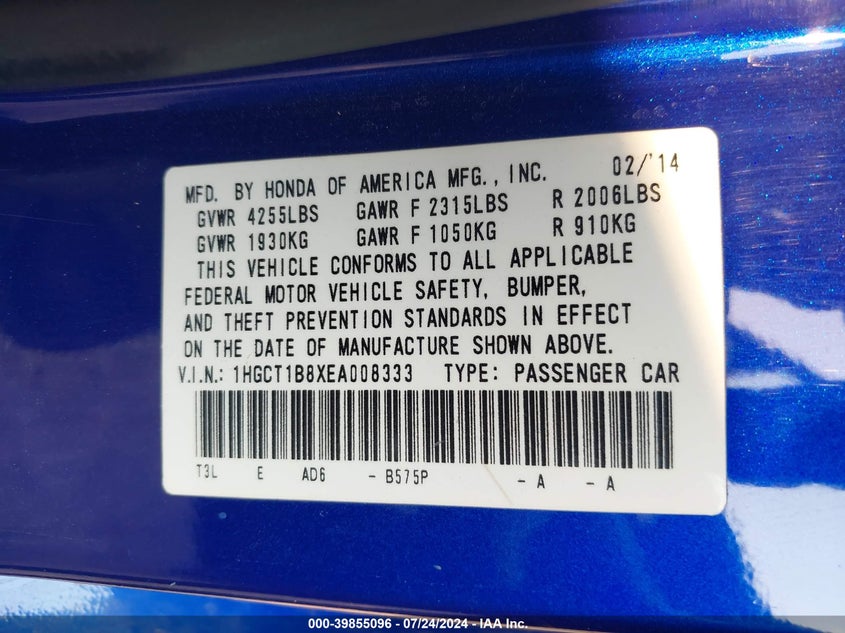 MFD. BY HONDA OF AMERICA MFG., INC. 02/'14
GVWR 4255LBS GAWR F 2315LBS R 2006LBS
GVWR 1930KG GAWR F 1050KG R 910KG
THIS VEHICLE CONFORMS TO ALL APPLICABLE
FEDERAL MOTOR VEHICLE SAFETY, BUMPER,
AND THEFT PREVENTION STANDARDS IN EFFECT
ON THE DATE OF MANUFACTURE SHOWN ABOVE.
V.I.N.: 1HGCT1B8XEA008333 TYPE: PASSENGER CAR
T3L E AD6 - B575P - A - A
000-39855096 - 07/24/2024 - IAA Inc.